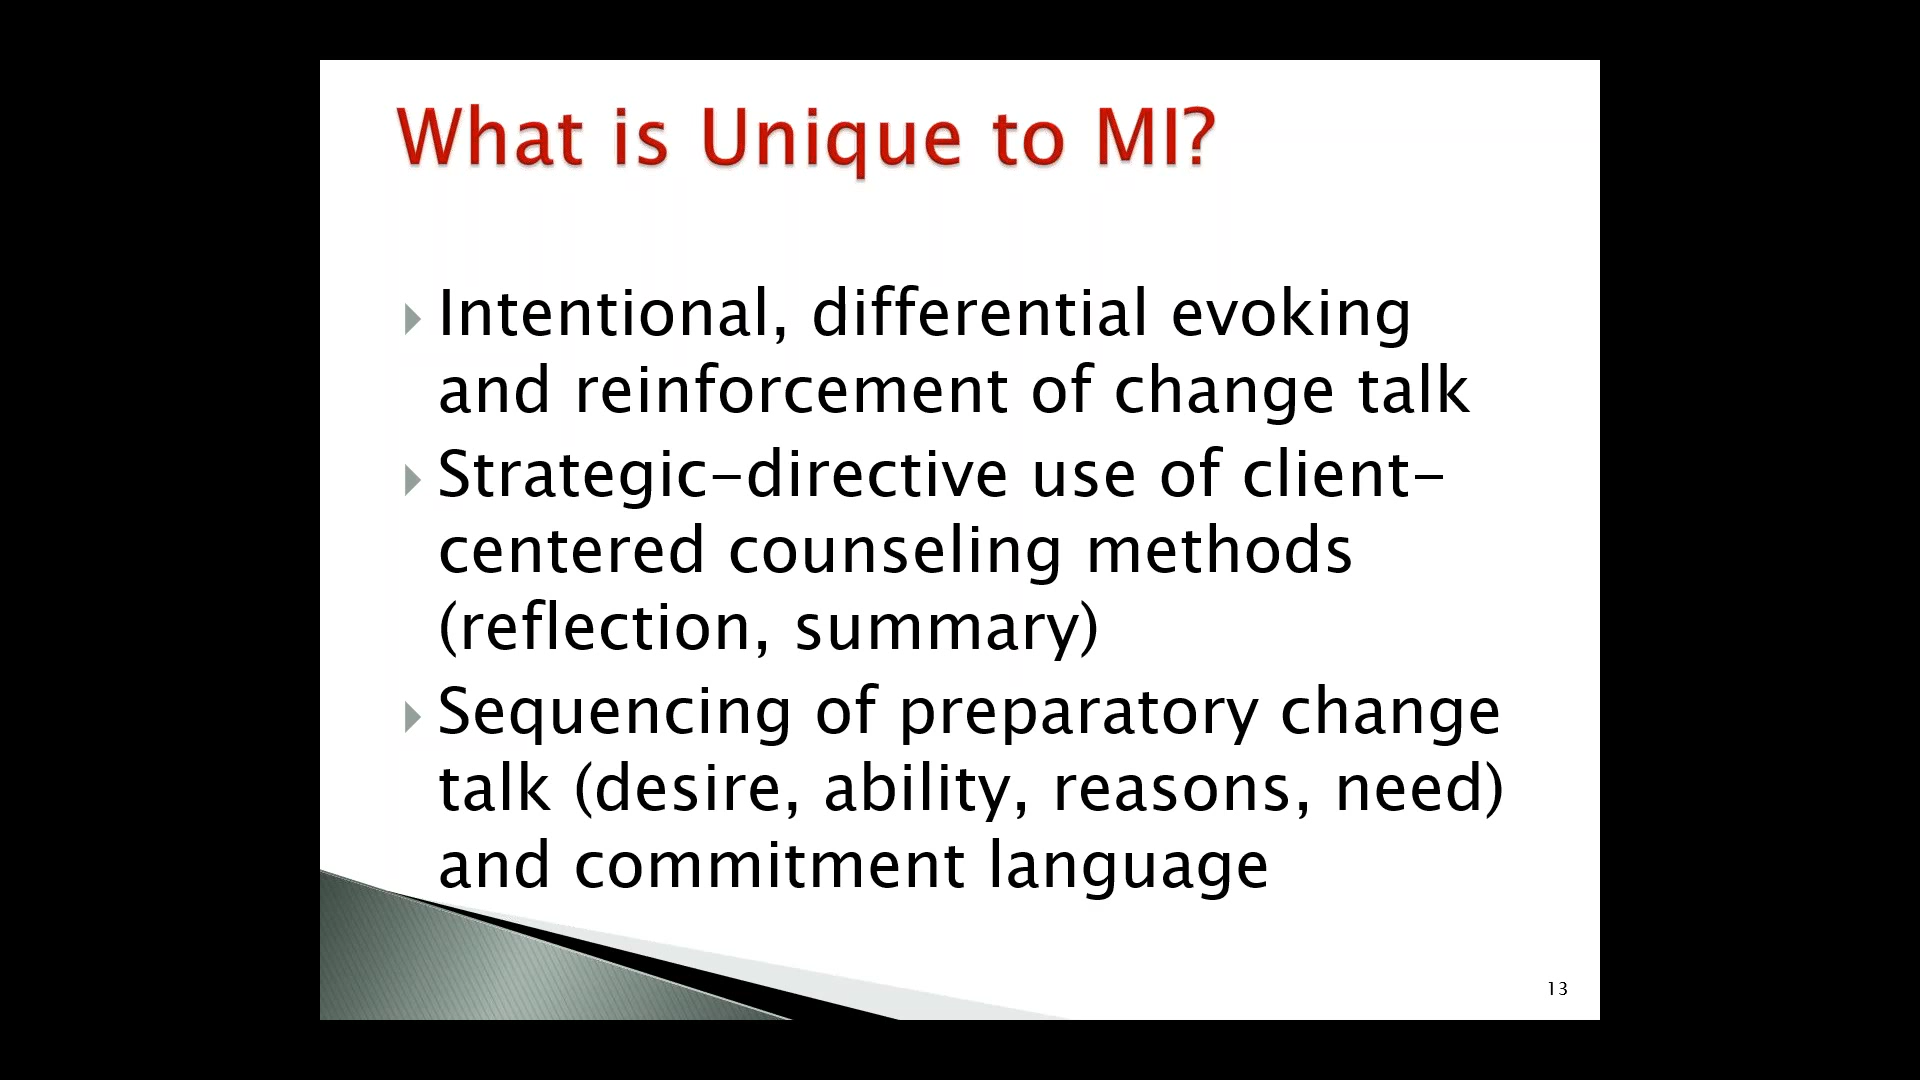 What is Unique to MI?
Intentional, differential evoking
and reinforcement of change talk
Strategic-directive use of client-
centered counseling methods
(reflection, summary)
Sequencing of preparatory change
talk (desire, ability, reasons, need)
and commitment language
13